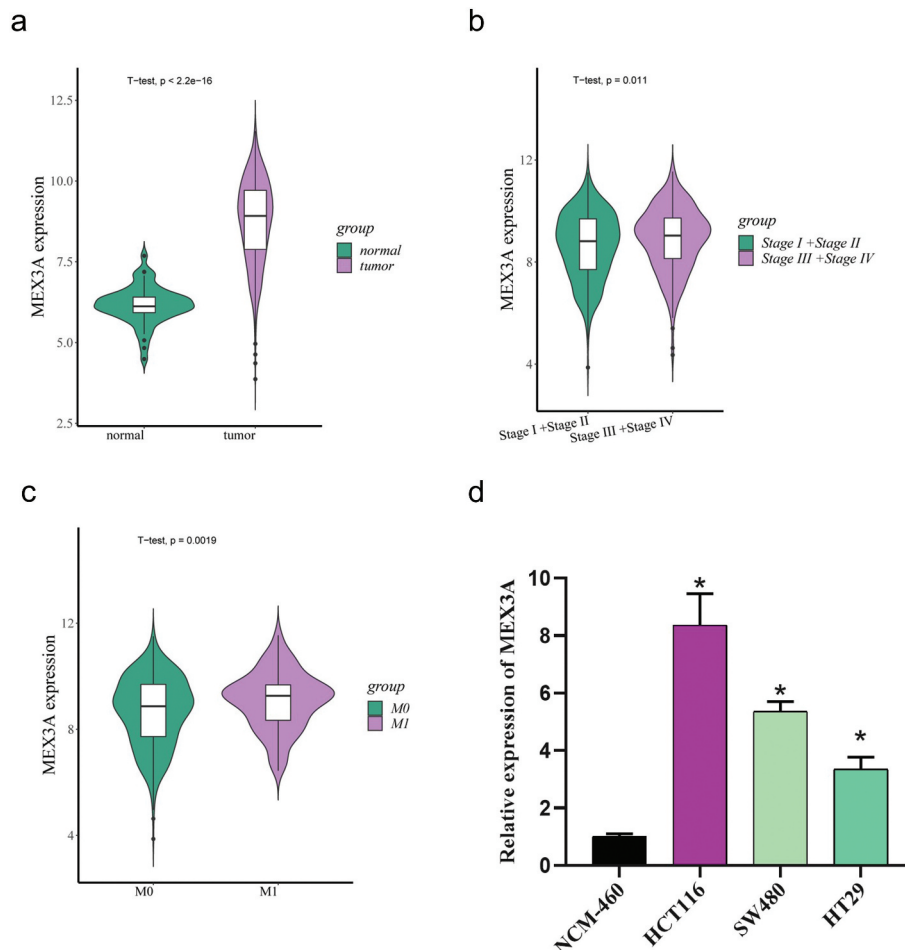 a
T-test, p < 2.2e-16
12.5
10.0
7.5
5.0
2.5
MEX3A expression
normal
tumor
group
normal
tumor
b
T-test, p = 0.011
12
8
4
MEX3A expression
Stage I +Stage II
Stage III +Stage IV
group
Stage I +Stage II
Stage III +Stage IV
c
T-test, p = 0.0019
12
8
4
MEX3A expression
M0
M1
group
M0
M1
d
10
8
6
4
2
0
Relative expression of MEX3A
*
*
*
NCM-460
HCT116
SW480
HT29